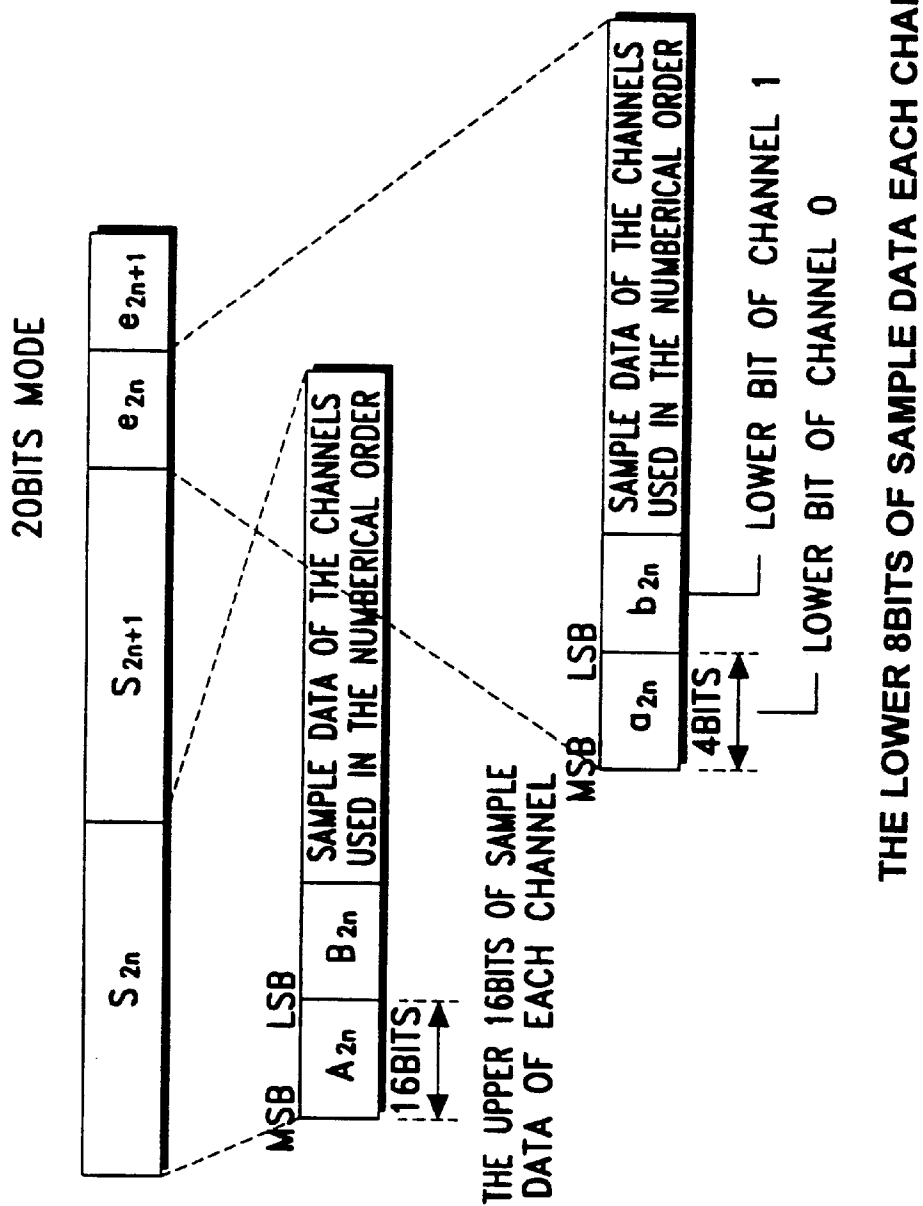 20BITS MODE
S2n
S2n+1
e2n
e2n+1
MSB
LSB
A2n
B2n
SAMPLE DATA OF THE CHANNELS
USED IN THE NUMBERICAL ORDER
16BITS
THE UPPER 16BITS OF SAMPLE
DATA OF EACH CHANNEL
MSB
LSB
a2n
b2n
SAMPLE DATA OF THE CHANNELS
USED IN THE NUMBERICAL ORDER
4BITS
LOWER BIT OF CHANNEL 1
LOWER BIT OF CHANNEL 0
THE LOWER 8BITS OF SAMPLE DATA EACH